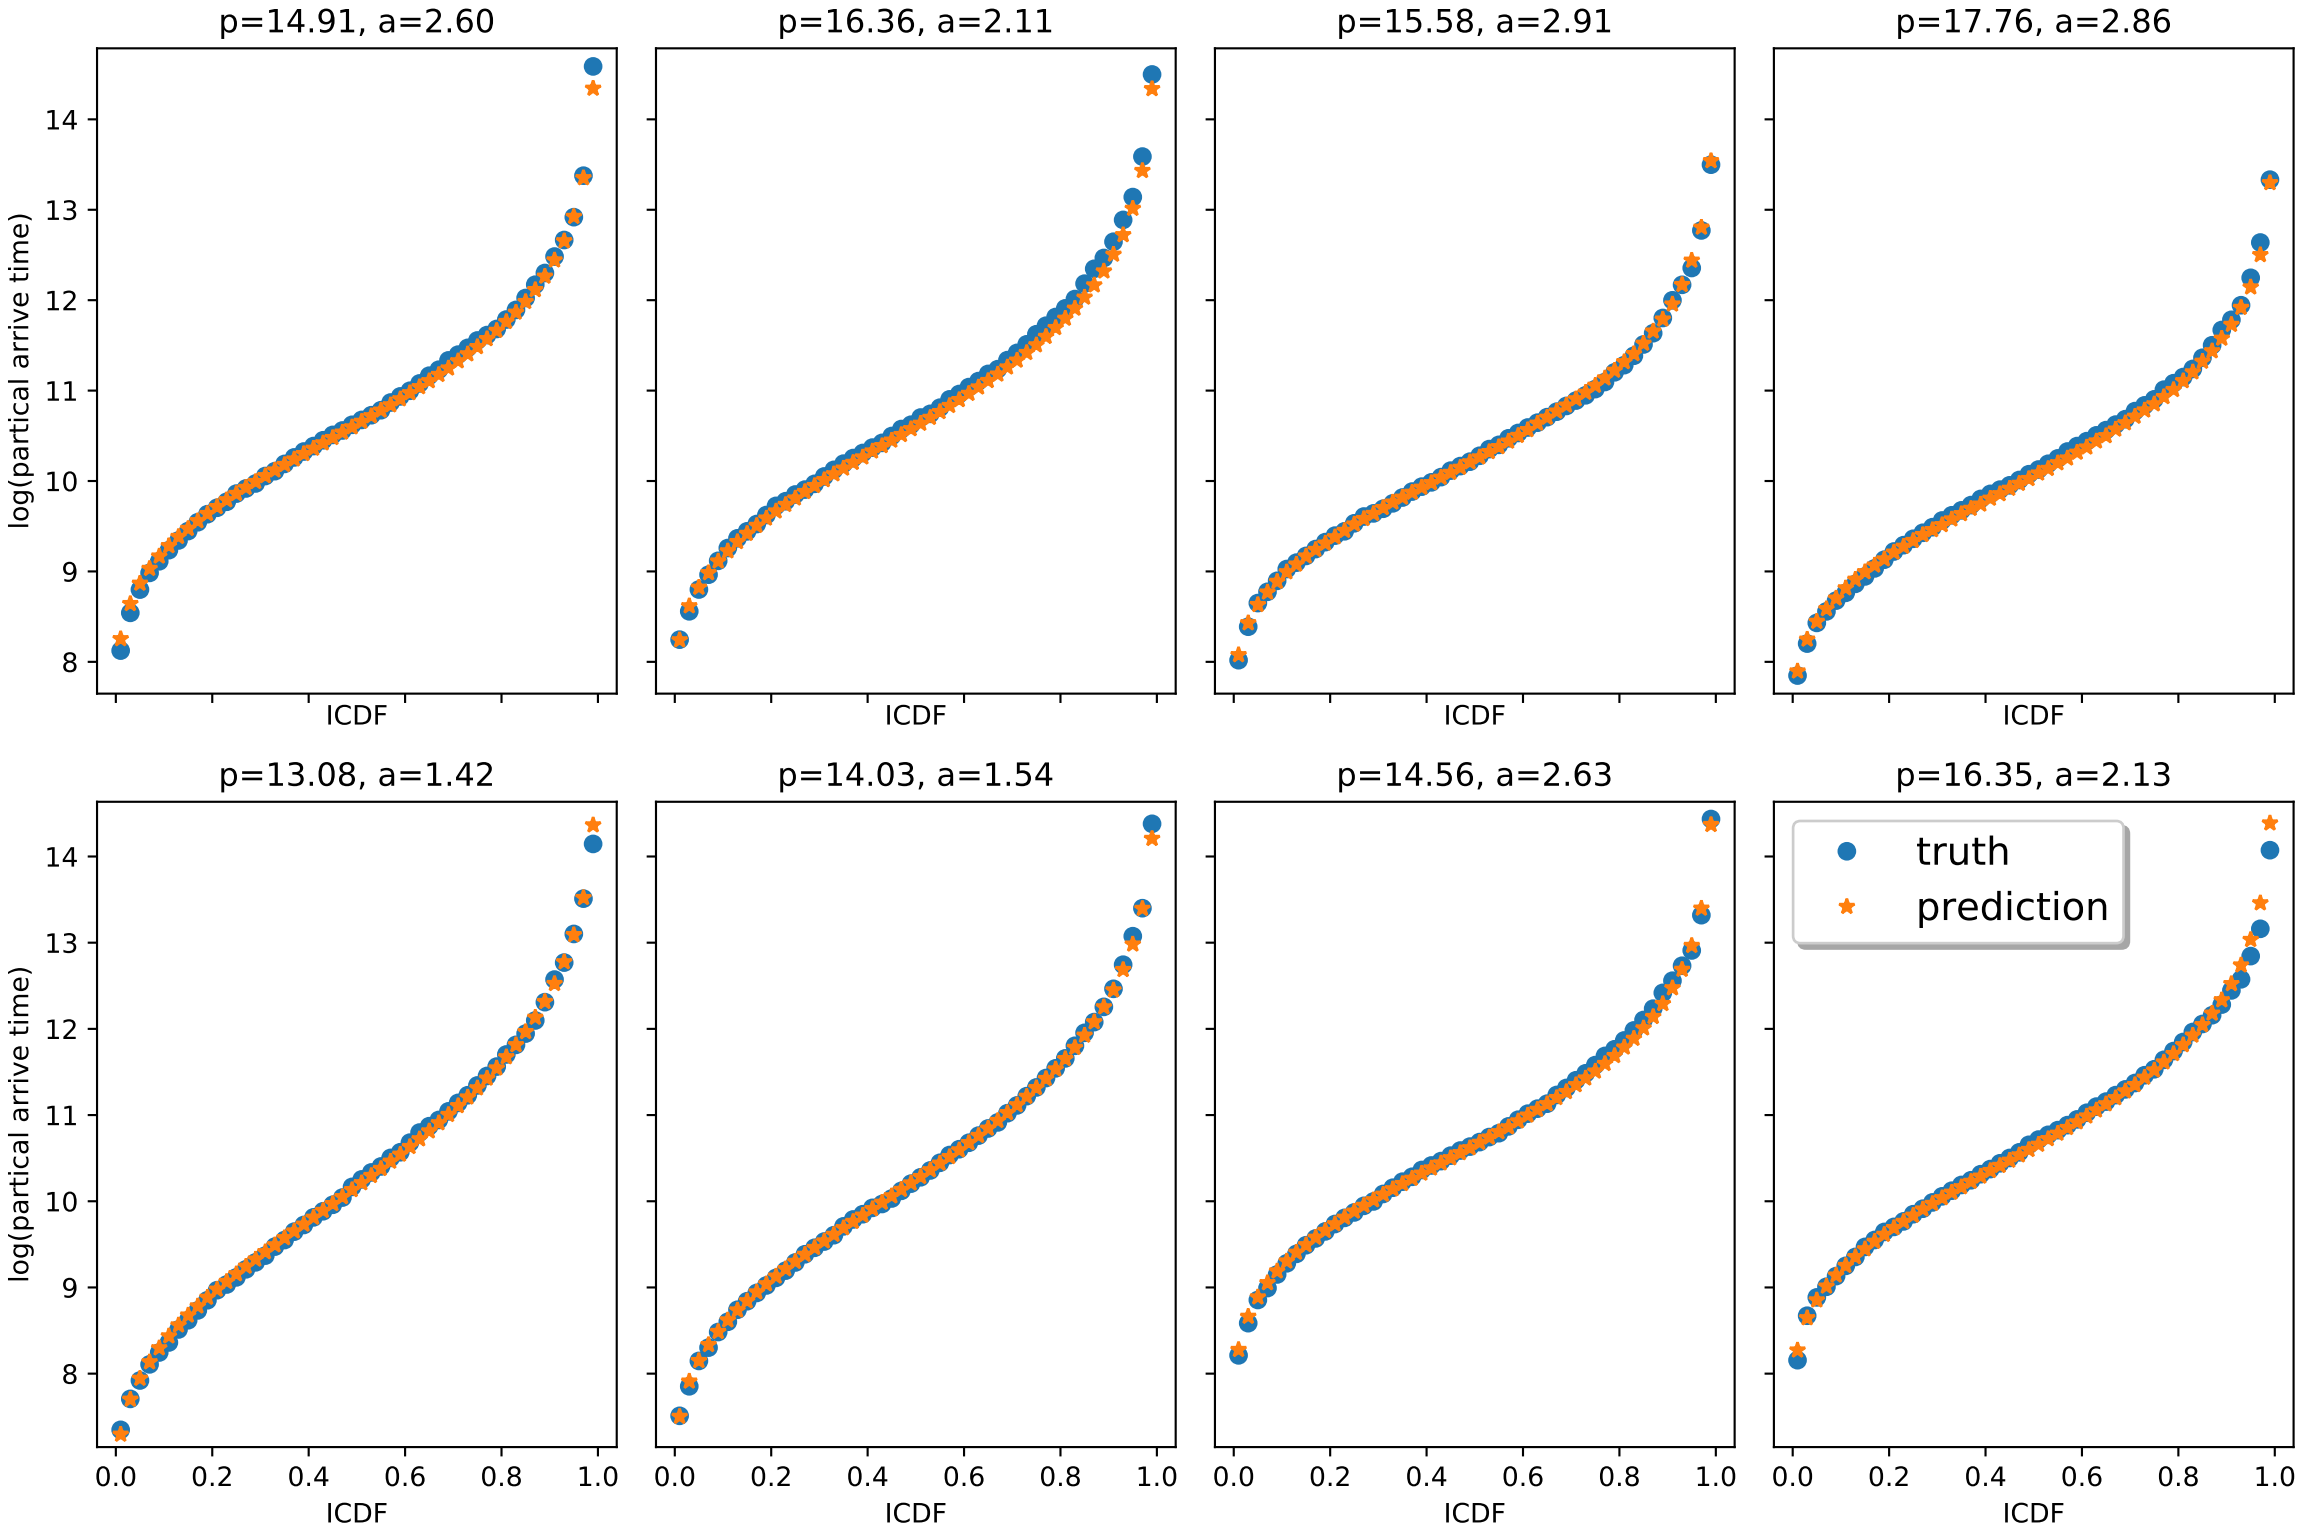 p=14.91, a=2.60
p=16.36, a=2.11
p=15.58, a=2.91
p=17.76, a=2.86
log(partical arrive time)
14
13
12
11
10
9
8
ICDF
ICDF
ICDF
ICDF
p=13.08, a=1.42
p=14.03, a=1.54
p=14.56, a=2.63
p=16.35, a=2.13
log(partical arrive time)
14
13
12
11
10
9
8
truth
prediction
0.0 0.2 0.4 0.6 0.8 1.0
0.0 0.2 0.4 0.6 0.8 1.0
0.0 0.2 0.4 0.6 0.8 1.0
0.0 0.2 0.4 0.6 0.8 1.0
ICDF
ICDF
ICDF
ICDF